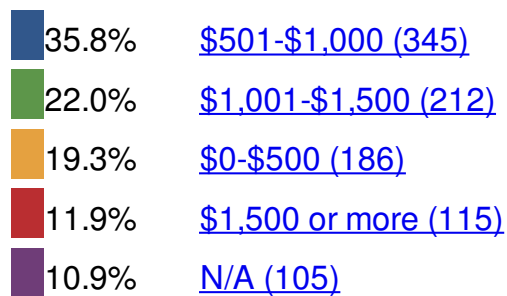 35.8% $501-$1,000 (345)
22.0% $1,001-$1,500 (212)
19.3% $0-$500 (186)
11.9% $1,500 or more (115)
10.9% N/A (105)